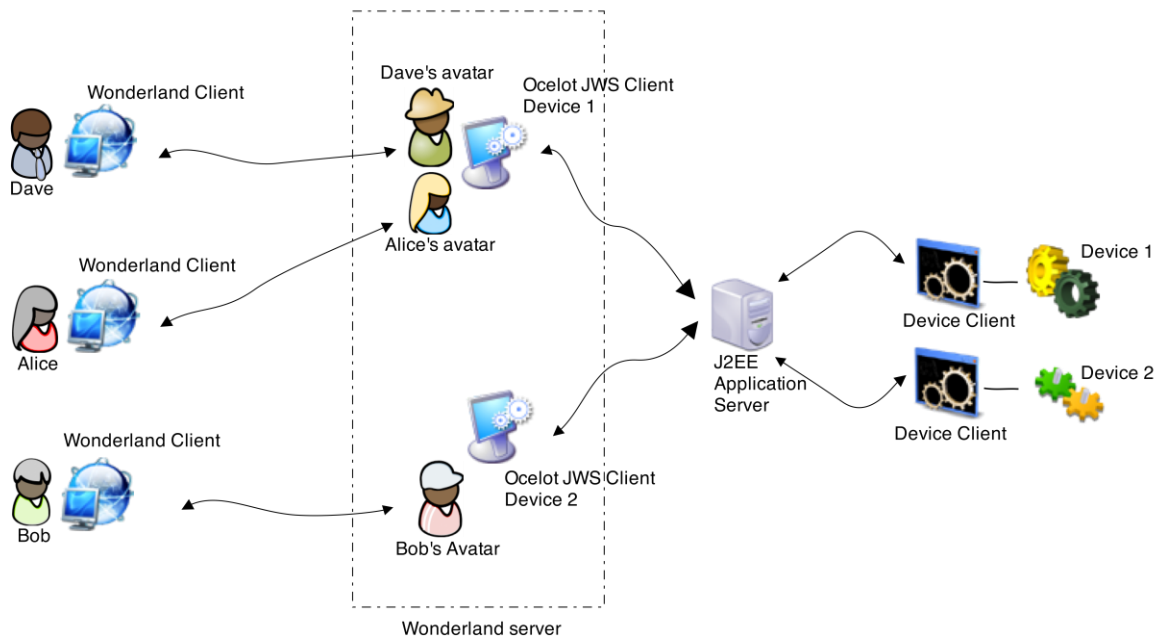 Wonderland Client
Dave
Dave's avatar
Ocelot JWS Client
Device 1
Alice's avatar
Wonderland Client
Alice
Wonderland Client
Bob
Ocelot JWS Client
Device 2
Bob's Avatar
Wonderland server
J2EE
Application
Server
Device Client
Device 1
Device Client
Device 2